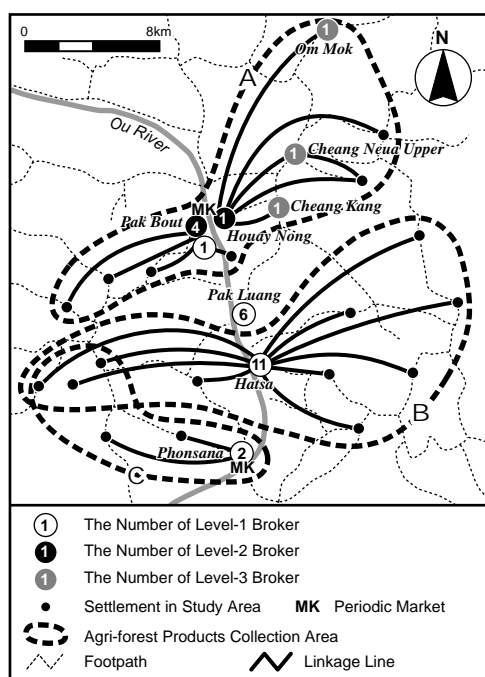 0 8km
N
1
Om Mok
A
Ou River
1 Cheang Neua Upper
MK
1 Cheang Kang
Pak Bout 4 1
Houay Nong
1
Pak Luang
6
11
Hatsa
B
Phonsana 2
MK
C
1 The Number of Level-1 Broker
1 The Number of Level-2 Broker
1 The Number of Level-3 Broker
Settlement in Study Area MK Periodic Market
Agri-forest Products Collection Area
Footpath Linkage Line